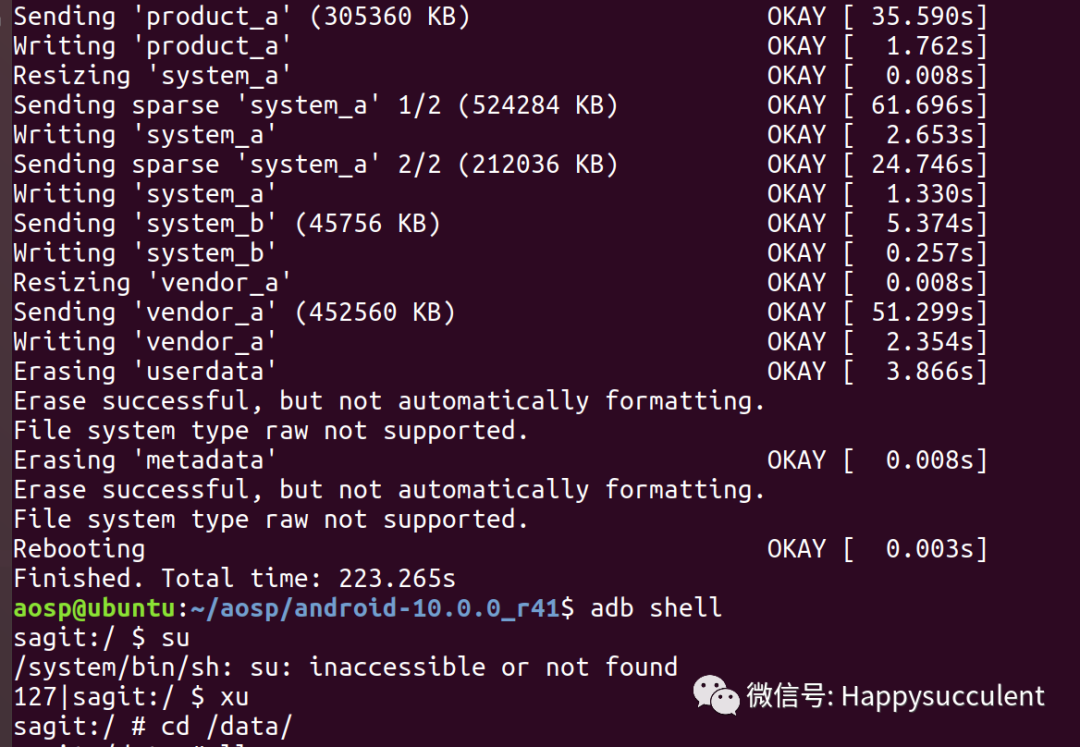 Sending 'product_a' (305360 KB) OKAY [ 35.590s]
Writing 'product_a' OKAY [ 1.762s]
Resizing 'system_a' OKAY [ 0.008s]
Sending sparse 'system_a' 1/2 (524284 KB) OKAY [ 61.696s]
Writing 'system_a' OKAY [ 2.653s]
Sending sparse 'system_a' 2/2 (212036 KB) OKAY [ 24.746s]
Writing 'system_a' OKAY [ 1.330s]
Sending 'system_b' (45756 KB) OKAY [ 5.374s]
Writing 'system_b' OKAY [ 0.257s]
Resizing 'vendor_a' OKAY [ 0.008s]
Sending 'vendor_a' (452560 KB) OKAY [ 51.299s]
Writing 'vendor_a' OKAY [ 2.354s]
Erasing 'userdata' OKAY [ 3.866s]
Erase successful, but not automatically formatting.
File system type raw not supported.
Erasing 'metadata' OKAY [ 0.008s]
Erase successful, but not automatically formatting.
File system type raw not supported.
Rebooting OKAY [ 0.003s]
Finished. Total time: 223.265s
aosp@ubuntu:~/aosp/android-10.0.0_r41$ adb shell
sagit:/ $ su
/system/bin/sh: su: inaccessible or not found
127|sagit:/ $ xu
微信号: Happysucculent
sagit:/ # cd /data/